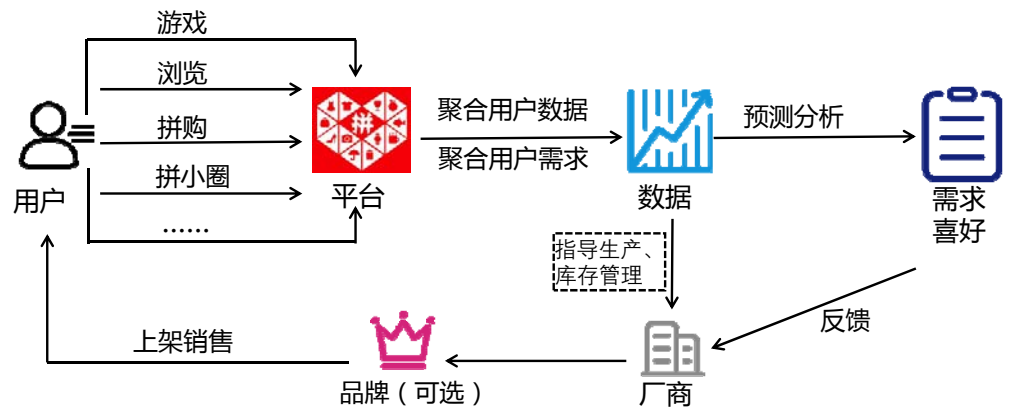 游戏
浏览
拼购
拼小圈
……
用户
拼
平台
聚合用户数据
聚合用户需求
数据
预测分析
需求
喜好
指导生产、
库存管理
反馈
厂商
品牌（可选）
上架销售